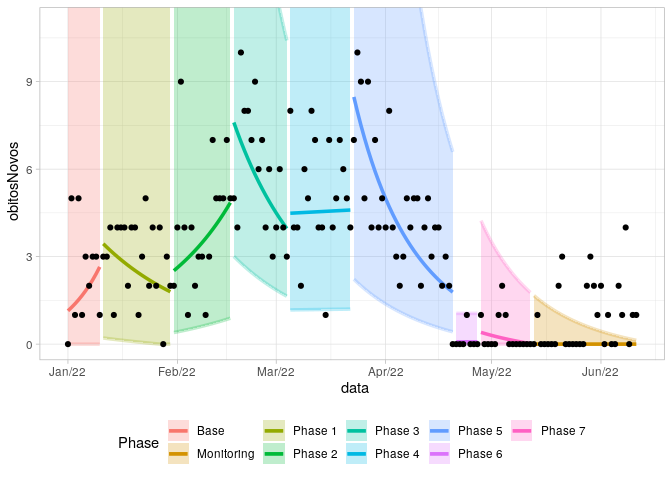 obitosNovos
9
6
3
0
Jan/22 Feb/22 Mar/22 Apr/22 May/22 Jun/22
data
Phase
Base Phase 1 Phase 3 Phase 5 Phase 7
Monitoring Phase 2 Phase 4 Phase 6